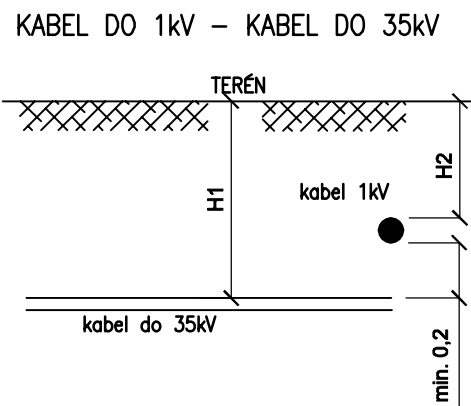 KABEL DO 1kV – KABEL DO 35kV
TERÉN
H1
H2
kabel 1kV
kabel do 35kV
min. 0,2